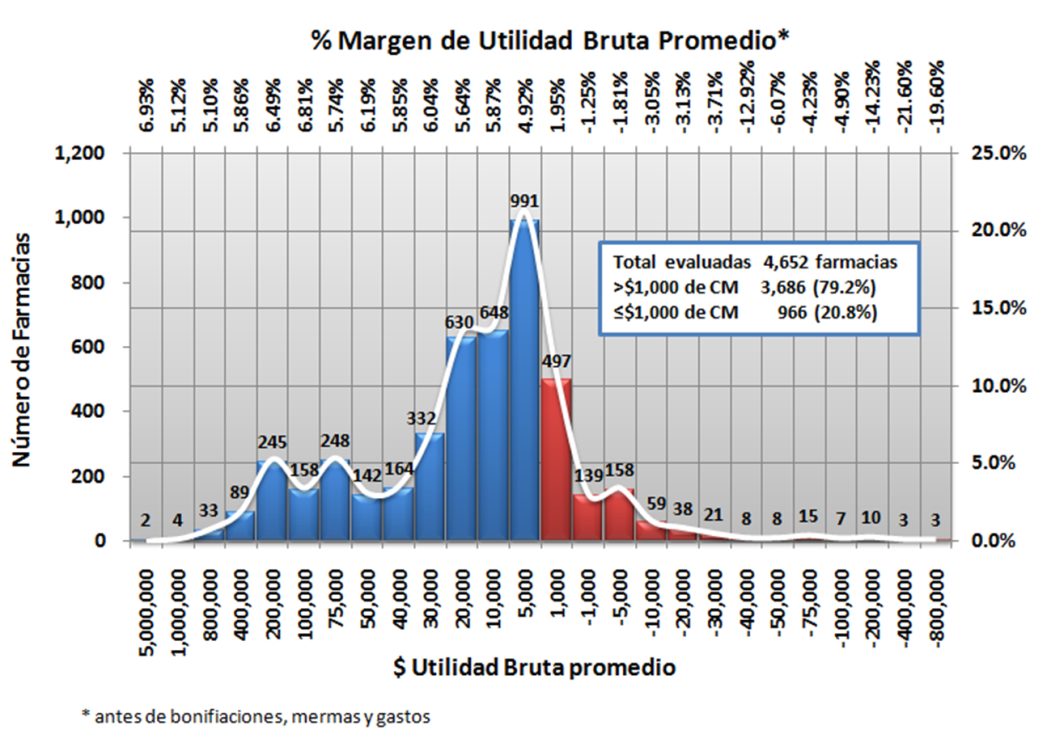 % Margen de Utilidad Bruta Promedio*
6.93% 5.12% 5.10% 5.86% 6.49% 6.81% 5.74% 6.19% 5.85% 6.04% 5.64% 5.87% 4.92% 1.95% -1.25% -1.81% -3.05% -3.13% -3.71% -12.92% -6.07% -4.23% -4.90% -14.23% -21.60% -19.60%
Número de Farmacias
1,200
1,000
800
600
400
200
0
25.0%
20.0%
15.0%
10.0%
5.0%
0.0%
2 4 33 89 245 158 248 142 164 332 630 648 991 497 139 158 59 38 21 8 8 15 7 10 3 3
Total evaluadas 4,652 farmacias
>$1,000 de CM 3,686 (79.2%)
≤$1,000 de CM 966 (20.8%)
5,000,000 1,000,000 800,000 400,000 200,000 100,000 75,000 50,000 40,000 30,000 20,000 10,000 5,000 1,000 -1,000 -5,000 -10,000 -20,000 -30,000 -40,000 -50,000 -75,000 -100,000 -200,000 -400,000 -800,000
$ Utilidad Bruta promedio
* antes de bonifiaciones, mermas y gastos